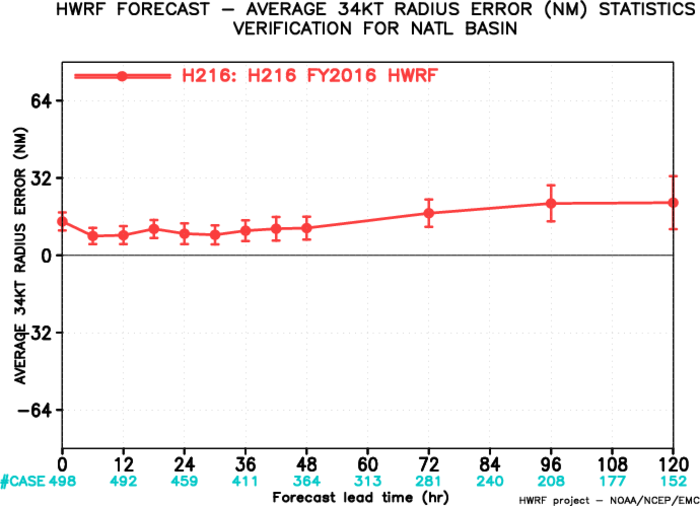 HWRF FORECAST – AVERAGE 34KT RADIUS ERROR (NM) STATISTICS
VERIFICATION FOR NATL BASIN
H216: H216 FY2016 HWRF
AVERAGE 34KT RADIUS ERROR (NM)
64
32
0
-32
-64
0 12 24 36 48 60 72 84 96 108 120
#CASE 498 492 459 411 364 313 281 240 208 177 152
Forecast lead time (hr)
HWRF project – NOAA/NCEP/EMC